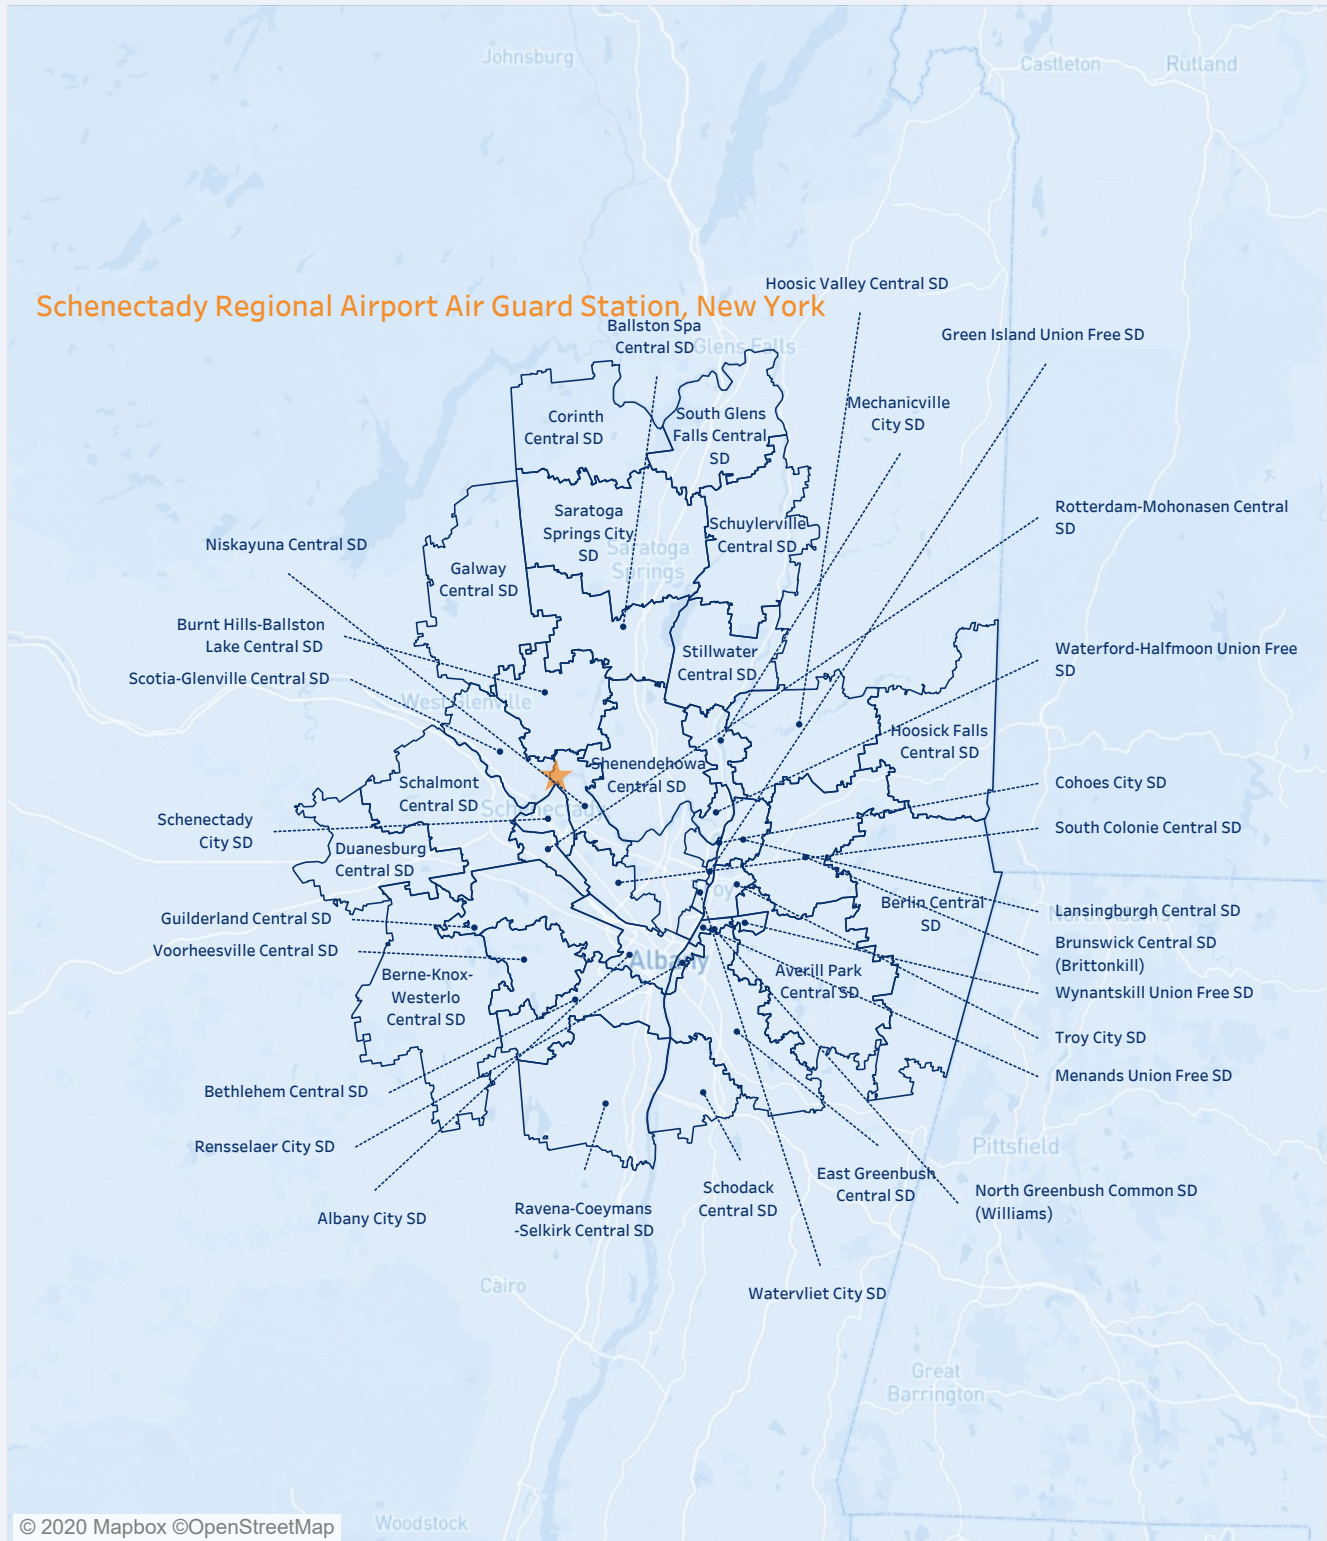 Johnsburg
Castleton
Rutland
Hoosic Valley Central SD
Schenectady Regional Airport Air Guard Station, New York
Ballston Spa
Central SD
Glens Falls
Green Island Union Free SD
Mechanicville
City SD
Corinth
Central SD
South Glens
Falls Central
SD
Rotterdam-Mohonasen Central
SD
Saratoga
Springs City
SD
Schuylerville
Central SD
Saratoga
Springs
Niskayuna Central SD
Galway
Central SD
Burnt Hills-Ballston
Lake Central SD
Stillwater
Central SD
Waterford-Halfmoon Union Free
SD
Scotia-Glenville Central SD
West Glenville
Hoosick Falls
Central SD
Shenendehowa
Central SD
Schalmont
Central SD
Schenectady
Cohoes City SD
Schenectady
City SD
South Colonie Central SD
Duanesburg
Central SD
Troy
Berlin Central
SD
Lansingburgh Central SD
Guilderland Central SD
Brunswick Central SD
(Brittonkill)
Voorheesville Central SD
Albany
Averill Park
Central SD
Berne-Knox-
Westerlo
Central SD
Wynantskill Union Free SD
Troy City SD
Menands Union Free SD
Bethlehem Central SD
Rensselaer City SD
Pittsfield
East Greenbush
Central SD
Schodack
Central SD
North Greenbush Common SD
(Williams)
Ravena-Coeymans
-Selkirk Central SD
Albany City SD
Watervliet City SD
Cairo
Great
Barrington
Woodstock
© 2020 Mapbox ©OpenStreetMap